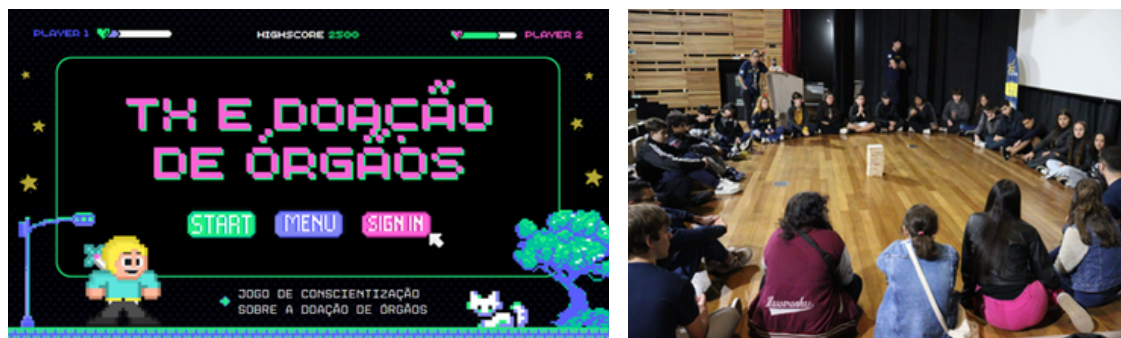 PLAYER 1 HIGHSCORE 2500 PLAYER 2
TX E DOAÇÃO
DE ÓRGÃOS
START MENU SIGN IN
JOGO DE CONSCIENTIZAÇÃO
SOBRE A DOAÇÃO DE ÓRGÃOS